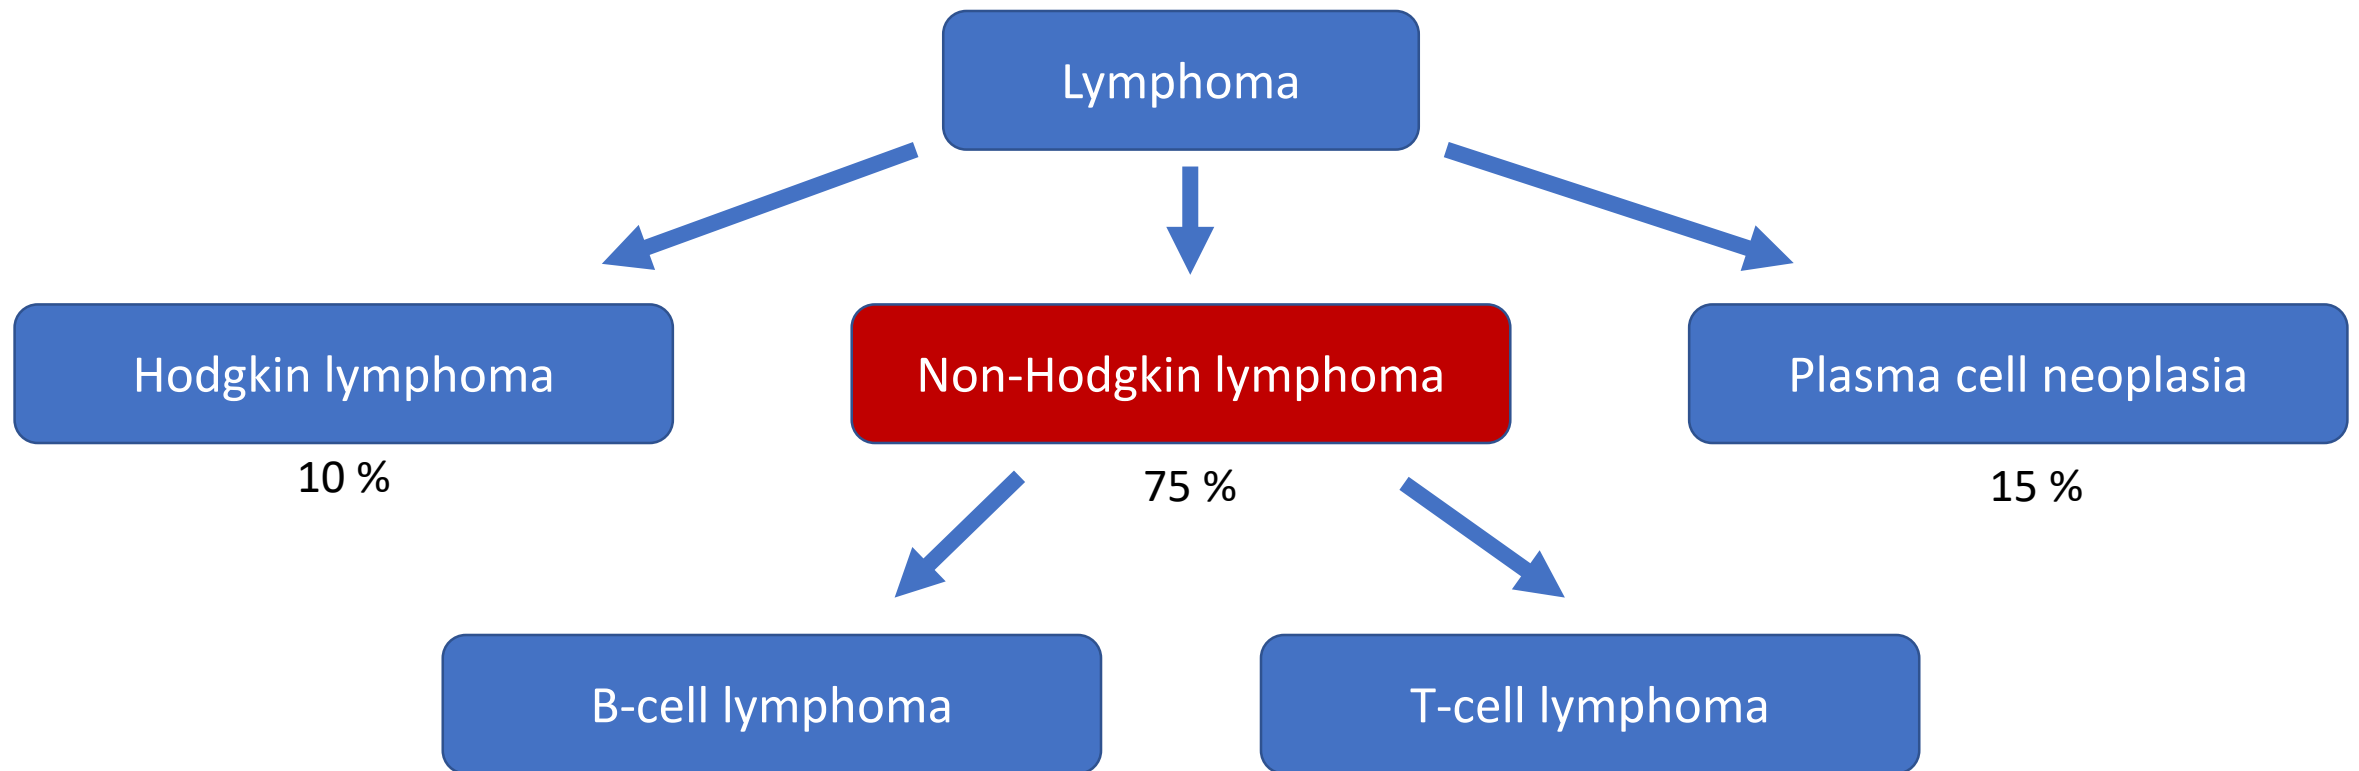 Lymphoma
Hodgkin lymphoma
Non-Hodgkin lymphoma
Plasma cell neoplasia
10 %
75 %
15 %
B-cell lymphoma
T-cell lymphoma